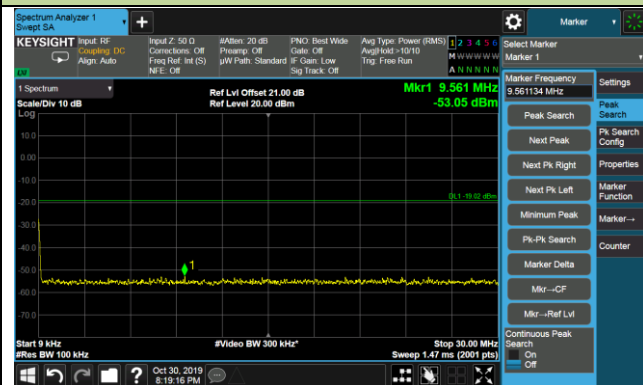 Spectrum Analyzer 1
Swept SA
+
Marker
KEYSIGHT
Input: RF
Coupling: DC
Align: Auto
Input Z: 50 Ω
Corrections: Off
Freq Ref: Int (S)
NFE: Off
#Atten: 20 dB
Preamp: Off
µW Path: Standard
PNO: Best Wide
Gate: Off
IF Gain: Low
Sig Track: Off
Avg Type: Power (RMS)
Avg|Hold:>10/10
Trig: Free Run
1 2 3 4 5 6
M W W W W W
A N N N N N
LXI
Select Marker
Marker 1
1 Spectrum
Scale/Div 10 dB
Log
Ref Lvl Offset 21.00 dB
Ref Level 20.00 dBm
Mkr1 9.561 MHz
-53.05 dBm
10.0
0.00
-10.0
-20.0
-30.0
-40.0
-50.0
-60.0
-70.0
DL1 -19.02 dBm
1
Start 9 kHz
#Res BW 100 kHz
#Video BW 300 kHz*
Stop 30.00 MHz
Sweep 1.47 ms (2001 pts)
Marker Frequency
9.561134 MHz
Peak Search
Next Peak
Next Pk Right
Next Pk Left
Minimum Peak
Pk-Pk Search
Marker Delta
Mkr→CF
Mkr→Ref Lvl
Continuous Peak
Search
On
Off
Settings
Peak
Search
Pk Search
Config
Properties
Marker
Function
Marker→
Counter
?
Oct 30, 2019
8:19:16 PM